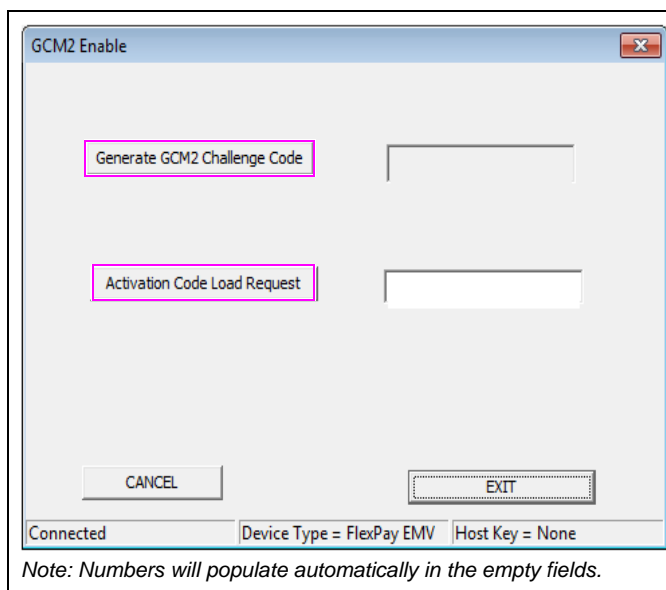 GCM2 Enable
Generate GCM2 Challenge Code
Activation Code Load Request
CANCEL
EXIT
Connected
Device Type = FlexPay EMV
Host Key = None
Note: Numbers will populate automatically in the empty fields.